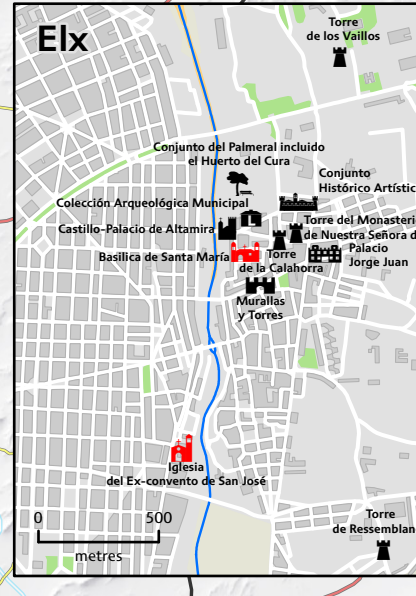 Elx
Torre
de los Vaillos
Conjunto del Palmeral incluido
el Huerto del Cura
Conjunto
Histórico Artístic
Colección Arqueológica Municipal
Torre del Monasteri
Castillo-Palacio de Altamira
de Nuestra Señora d
Basilica de Santa María
Torre
de la Calahorra
Palacio
Jorge Juan
Murallas
y Torres
Iglesia
del Ex-convento de San José
0 500
metres
Torre
de Ressemblan